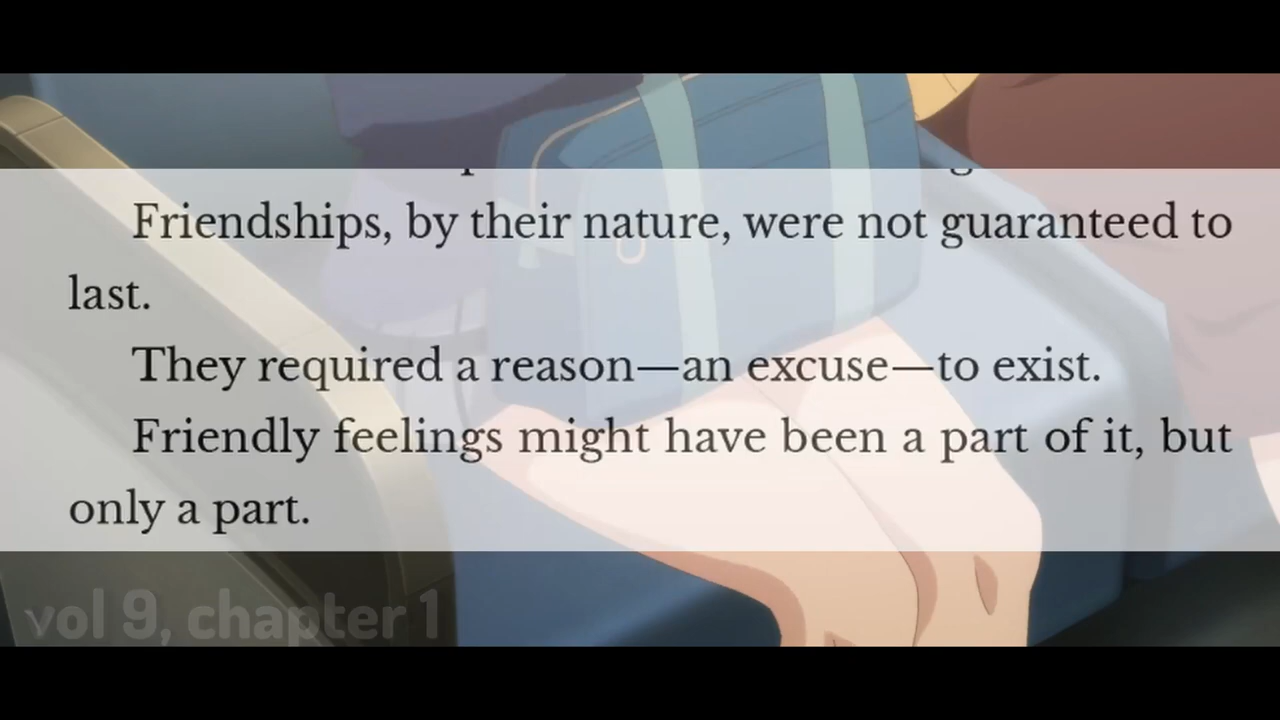 Friendships, by their nature, were not guaranteed to
last.
They required a reason—an excuse—to exist.
Friendly feelings might have been a part of it, but
only a part.
vol 9, chapter 1